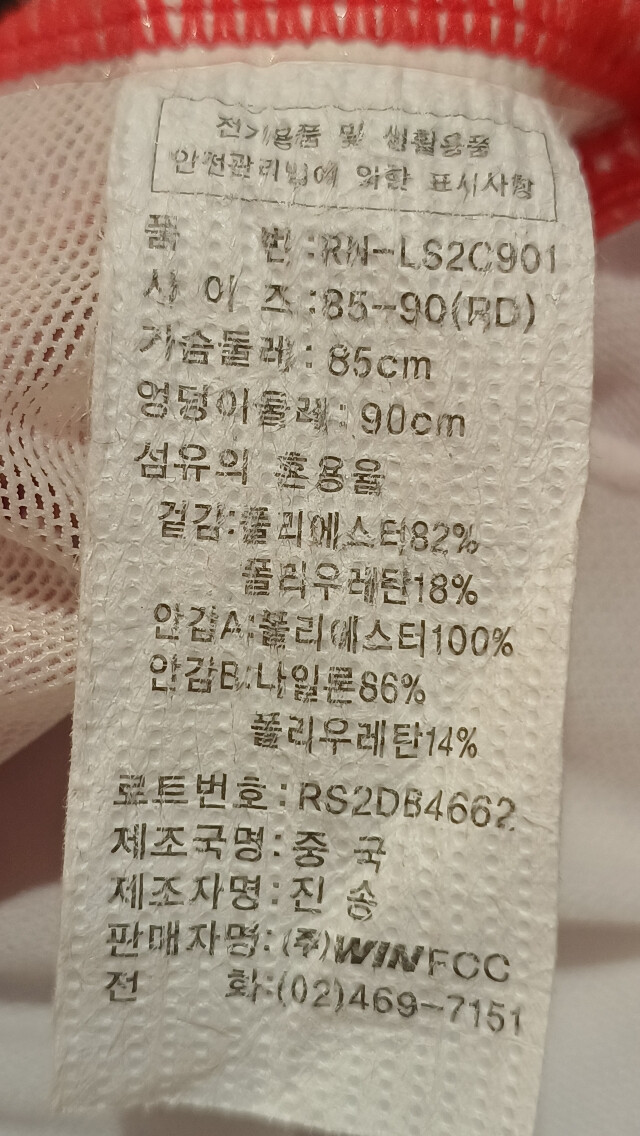 전기용품 및 생활용품
안전관리법에 의한 표시사항
품 번:RN-LS2C901
사 이 즈:85-90(RD)
가슴둘레: 85cm
엉덩이둘레: 90cm
섬유의 혼용율
겉감:폴리에스터82%
폴리우레탄18%
안감A:폴리에스터100%
안감B:나일론86%
폴리우레탄14%
로트번호:RS2DB4662
제조국명:중 국
제조자명:진 송
판매자명:(주)WINFCC
전 화:(02)469-7151